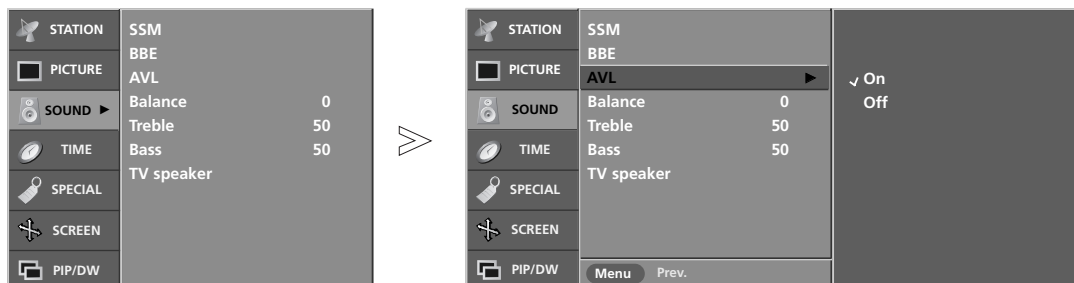 STATION
PICTURE
SOUND ►
TIME
SPECIAL
SCREEN
PIP/DW
SSM
BBE
AVL
Balance 0
Treble 50
Bass 50
TV speaker
STATION
PICTURE
SOUND
TIME
SPECIAL
SCREEN
PIP/DW
SSM
BBE
AVL ►
Balance 0
Treble 50
Bass 50
TV speaker
Menu Prev.
✓ On
Off